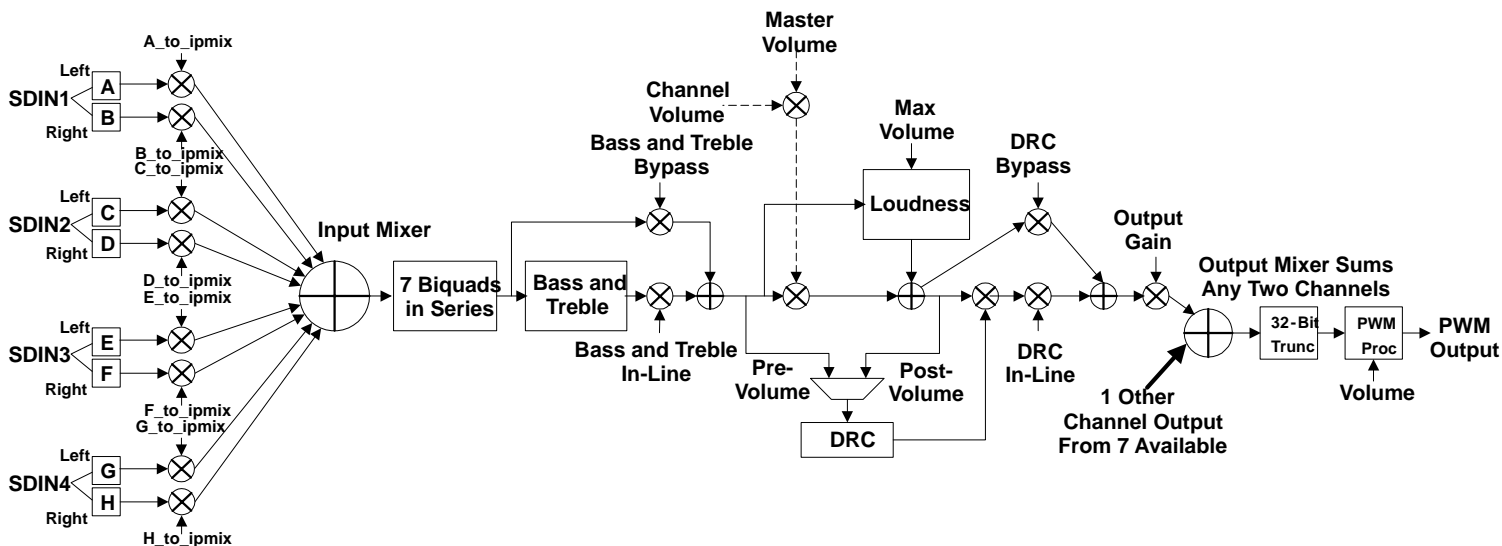 A_to_ipmix
Left
A
SDIN1
B
Right
B_to_ipmix
C_to_ipmix
Left
C
SDIN2
D
Right
D_to_ipmix
E_to_ipmix
Left
E
SDIN3
F
Right
F_to_ipmix
G_to_ipmix
Left
G
SDIN4
H
Right
H_to_ipmix
Input Mixer
7 Biquads
in Series
Bass and Treble
Bypass
Bass and
Treble
Bass and Treble
In-Line
Master
Volume
Channel
Volume
Max
Volume
Loudness
Pre-
Volume
Post-
Volume
DRC
DRC
Bypass
DRC
In-Line
Output
Gain
Output Mixer Sums
Any Two Channels
1 Other
Channel Output
From 7 Available
32-Bit
Trunc
PWM
Proc
Volume
PWM
Output